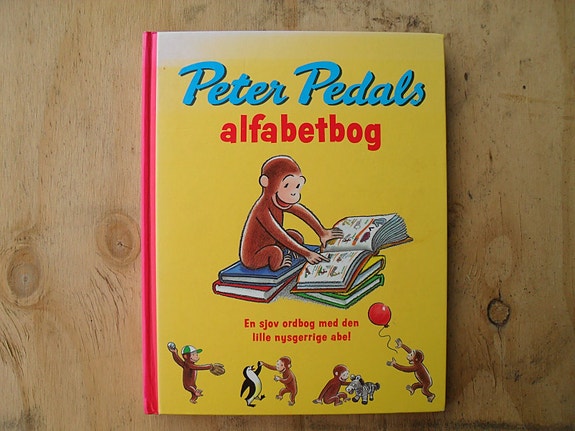 Peter Pedals
alfabetbog
En sjov ordbog med den
lille nysgerrige abe!